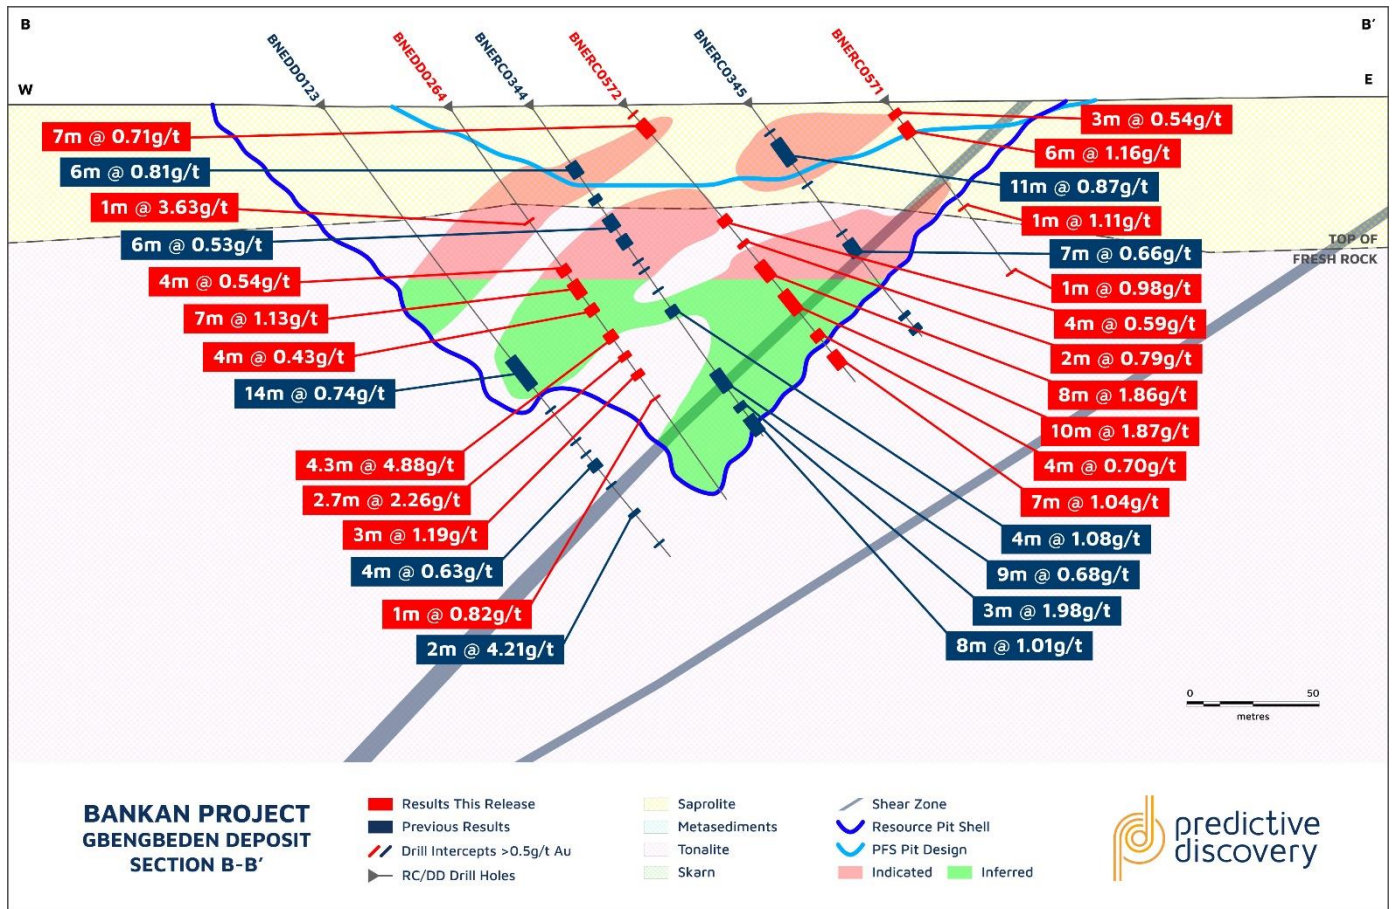 B
B'
W
E
BNEDD0123
BNEDD0264
BNERC0344
BNERC0572
BNERC0345
BNERC0571
7m @ 0.71g/t
6m @ 0.81g/t
1m @ 3.63g/t
6m @ 0.53g/t
4m @ 0.54g/t
7m @ 1.13g/t
4m @ 0.43g/t
14m @ 0.74g/t
4.3m @ 4.88g/t
2.7m @ 2.26g/t
3m @ 1.19g/t
4m @ 0.63g/t
1m @ 0.82g/t
2m @ 4.21g/t
3m @ 0.54g/t
6m @ 1.16g/t
11m @ 0.87g/t
1m @ 1.11g/t
7m @ 0.66g/t
TOP OF
FRESH ROCK
1m @ 0.98g/t
4m @ 0.59g/t
2m @ 0.79g/t
8m @ 1.86g/t
10m @ 1.87g/t
4m @ 0.70g/t
7m @ 1.04g/t
4m @ 1.08g/t
9m @ 0.68g/t
3m @ 1.98g/t
8m @ 1.01g/t
0 50
metres
BANKAN PROJECT
GBENGBEDEN DEPOSIT
SECTION B-B'
Results This Release
Previous Results
Drill Intercepts >0.5g/t Au
RC/DD Drill Holes
Saprolite
Metasediments
Tonalite
Skarn
Shear Zone
Resource Pit Shell
PFS Pit Design
Indicated Inferred
predictive
discovery